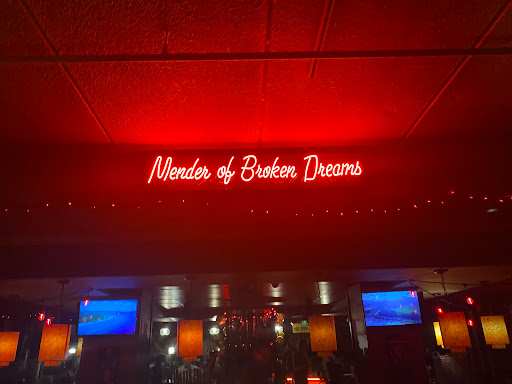 Mender of Broken Dreams